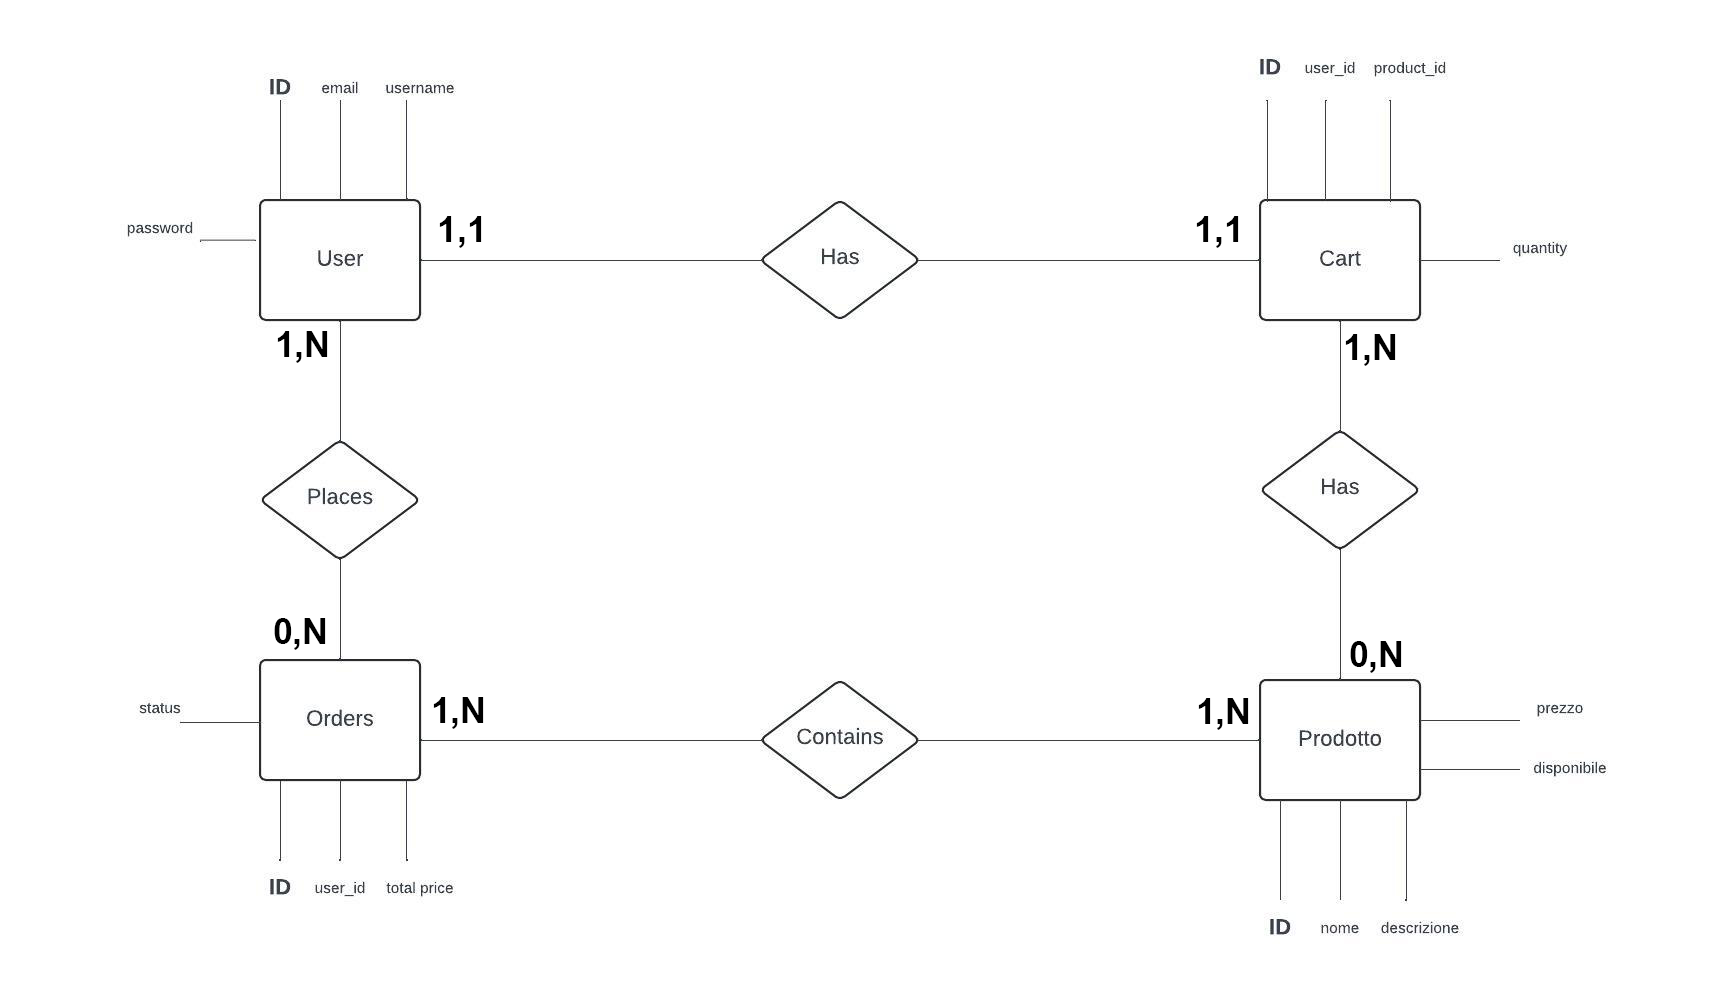 ID user_id product_id
ID email username
password
1,1
1,1
User
Has
Cart
quantity
1,N
1,N
Places
Has
0,N
0,N
status
Orders
1,N
Contains
1,N
Prodotto
prezzo
disponibile
ID user_id total price
ID nome descrizione